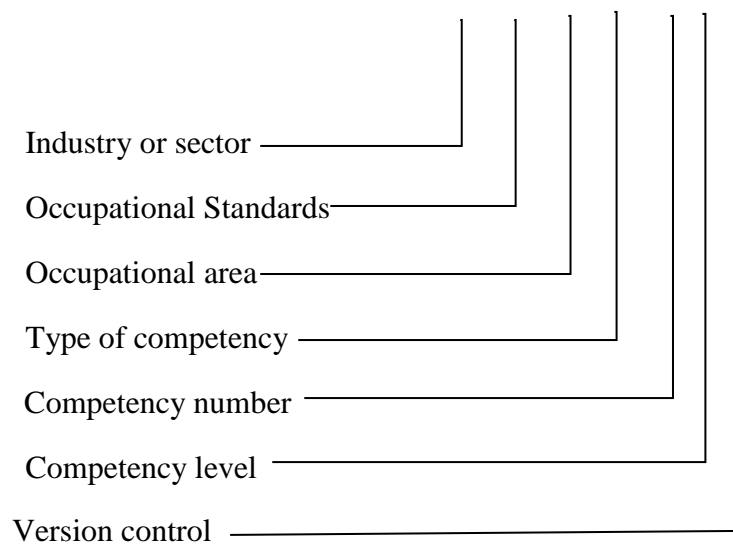 Industry or sector
Occupational Standards
Occupational area
Type of competency
Competency number
Competency level
Version control